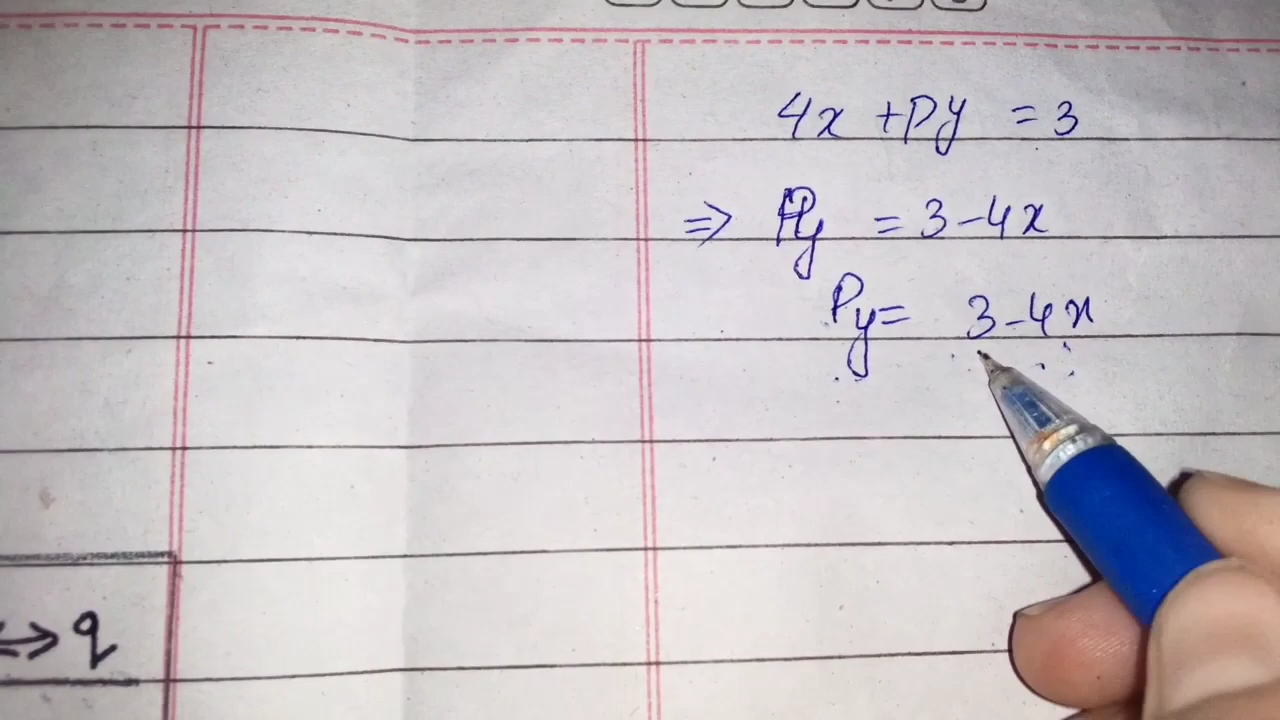 4x + py = 3
⇒ Py = 3 - 4x
Py = 3 - 4x
↔ q